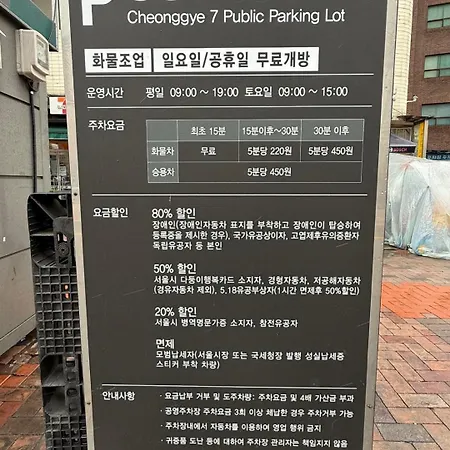 Cheonggye 7 Public Parking Lot
화물조업 일요일/공휴일 무료개방
운영시간 평일 09:00 ~ 19:00 토요일 09:00 ~ 15:00
주차요금
최초 15분 15분이후~30분 30분 이후
화물차 무료 5분당 220원 5분당 450원
승용차 5분당 450원
요금할인
80% 할인
장애인(장애인자동차 표지를 부착하고 장애인이 탑승하여
등록증을 제시한 경우), 국가유공상이자, 고엽제후유의증환자
독립유공자 등 본인
50% 할인
서울시 다둥이행복카드 소지자, 경형자동차, 저공해자동차
(경유자동차 제외), 5.18유공부상자(1시간 면제후 50%할인)
20% 할인
서울시 병역명문가증 소지자, 참전유공자
면제
모범납세자(서울시장 또는 국세청장 발행 성실납세증
스티커 부착 차량)
안내사항
· 요금납부 거부 및 도주차량: 주차요금 및 4배 가산금 부과
· 공영주차장 주차요금 3회 이상 체납한 경우 주차거부 가능
· 주차장내에서 자동차를 이용하여 영업 행위 금지
· 귀중품 도난 등에 대하여 주차장 관리자는 책임지지 않음